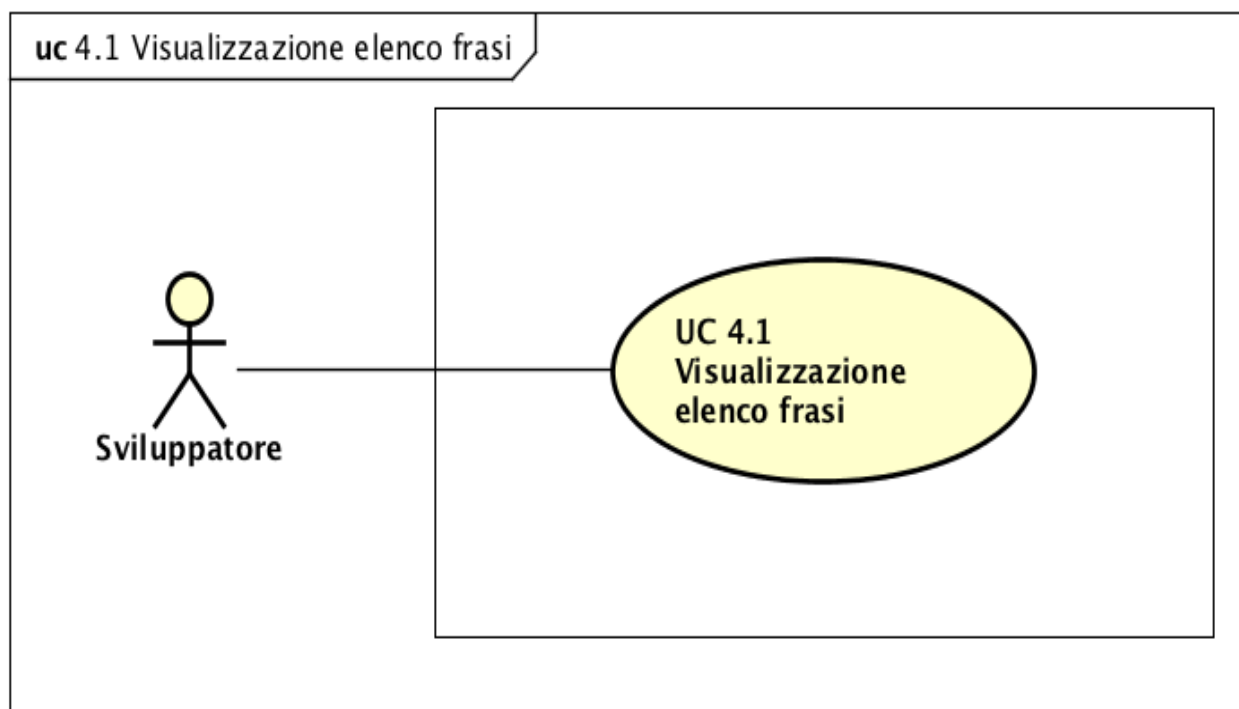 uc 4.1 Visualizzazione elenco frasi
UC 4.1
Visualizzazione
elenco frasi
Sviluppatore